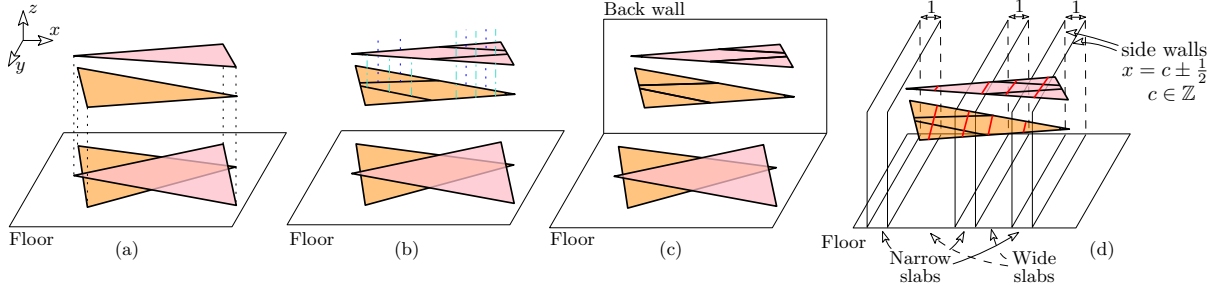 z
x
y
Floor
(a)
Floor
(b)
Back wall
Floor
(c)
1
1
1
side walls
x = c ± 1/2
c ∈ ℤ
Floor
Narrow
slabs
Wide
slabs
(d)